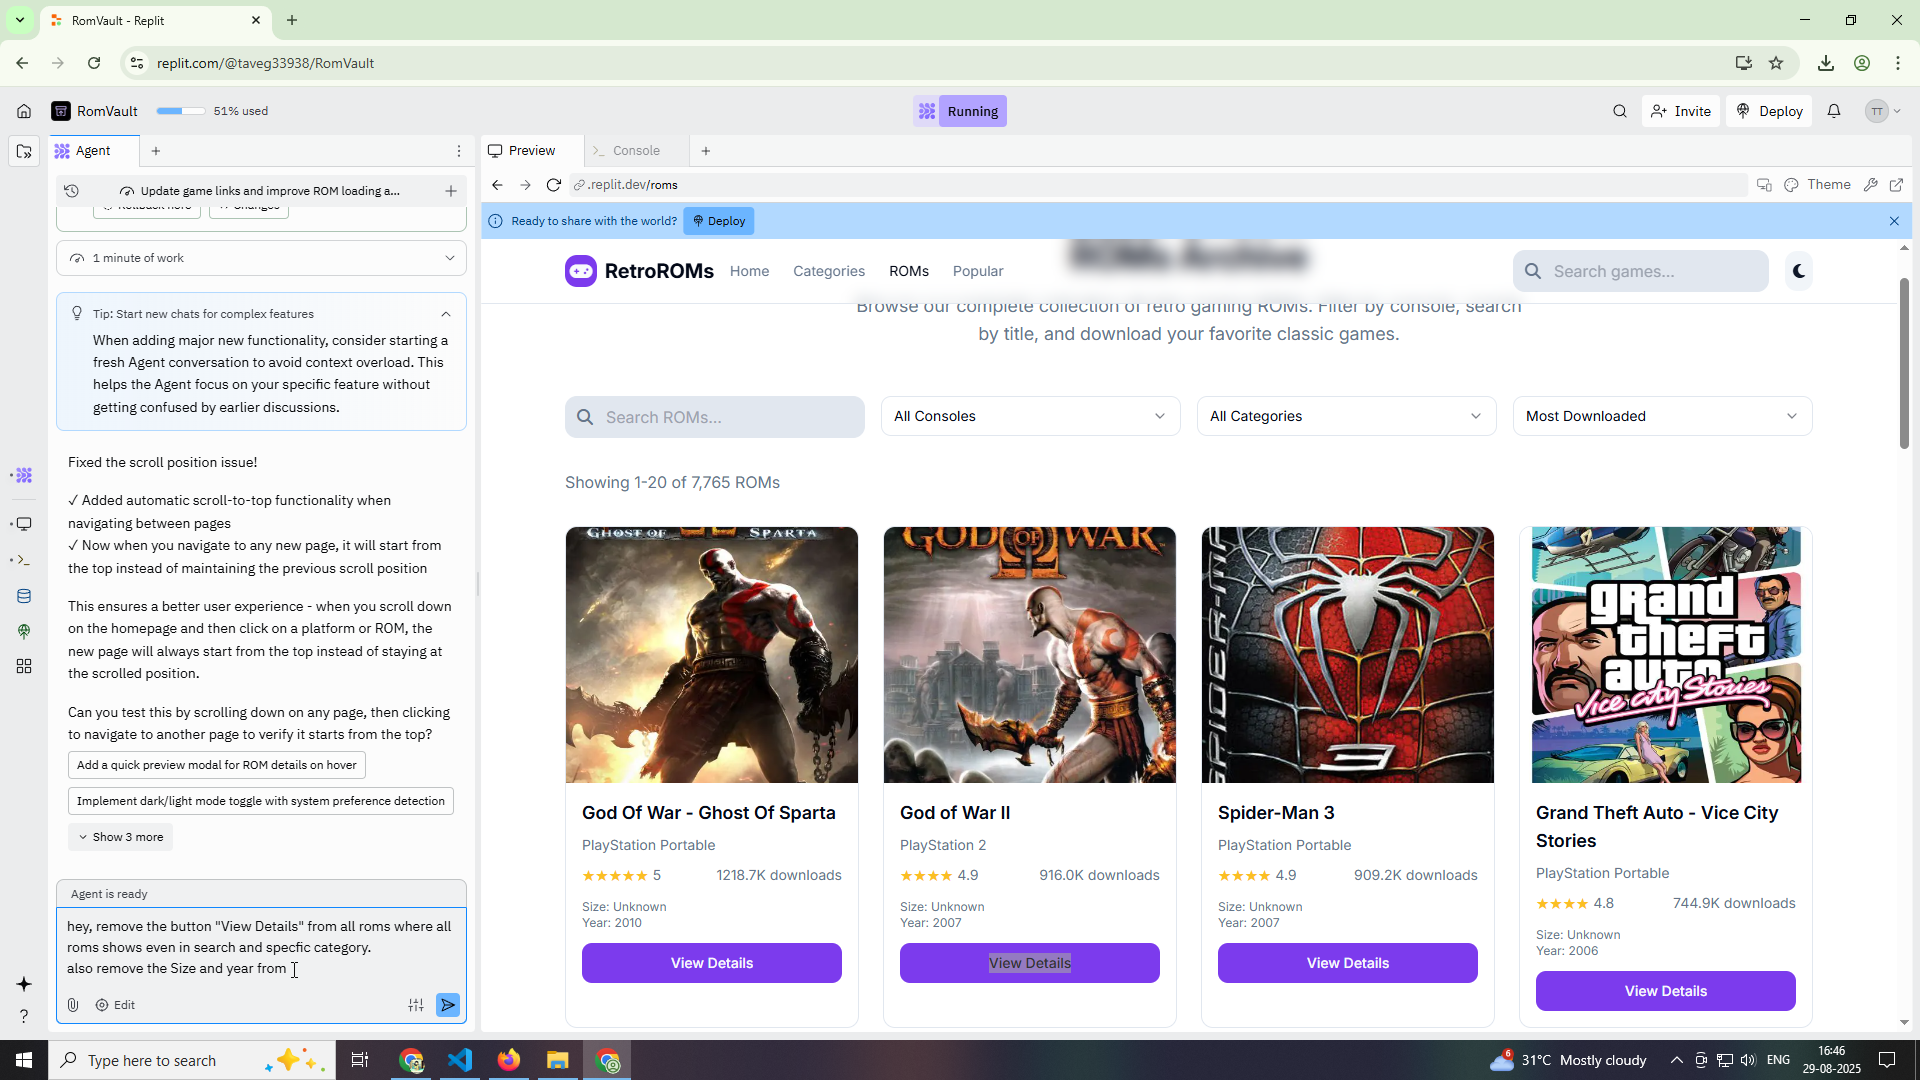 RomVault - Replit
replit.com/@taveg33938/RomVault
RomVault
51% used
Running
Invite
Deploy
TT
Agent
Preview
Console
Update game links and improve ROM loading a...
.replit.dev/roms
Theme
Rollback here
Changes
Ready to share with the world?
Deploy
1 minute of work
RetroROMs
Home
Categories
ROMs
Popular
Search games...
ROMs Archive
Tip: Start new chats for complex features
When adding major new functionality, consider starting a
fresh Agent conversation to avoid context overload. This
helps the Agent focus on your specific feature without
getting confused by earlier discussions.
Browse our complete collection of retro gaming ROMs. Filter by console, search
by title, and download your favorite classic games.
Search ROMs...
All Consoles
All Categories
Most Downloaded
Showing 1-20 of 7,765 ROMs
Fixed the scroll position issue!
✓ Added automatic scroll-to-top functionality when
navigating between pages
✓ Now when you navigate to any new page, it will start from
the top instead of maintaining the previous scroll position
This ensures a better user experience - when you scroll down
on the homepage and then click on a platform or ROM, the
new page will always start from the top instead of staying at
the scrolled position.
Can you test this by scrolling down on any page, then clicking
to navigate to another page to verify it starts from the top?
Add a quick preview modal for ROM details on hover
Implement dark/light mode toggle with system preference detection
Show 3 more
Agent is ready
hey, remove the button "View Details" from all roms where all
roms shows even in search and specfic category.
also remove the Size and year from
Edit
GHOST OF SPARTA
GOD OF WAR
II
SPIDER-MAN
3
grand
theft
auto
Vice City Stories
God Of War - Ghost Of Sparta
PlayStation Portable
★★★★★ 5
1218.7K downloads
Size: Unknown
Year: 2010
View Details
God of War II
PlayStation 2
★★★★ 4.9
916.0K downloads
Size: Unknown
Year: 2007
View Details
Spider-Man 3
PlayStation Portable
★★★★ 4.9
909.2K downloads
Size: Unknown
Year: 2007
View Details
Grand Theft Auto - Vice City
Stories
PlayStation Portable
★★★★ 4.8
744.9K downloads
Size: Unknown
Year: 2006
View Details
Type here to search
6
31°C Mostly cloudy
ENG
16:46
29-08-2025